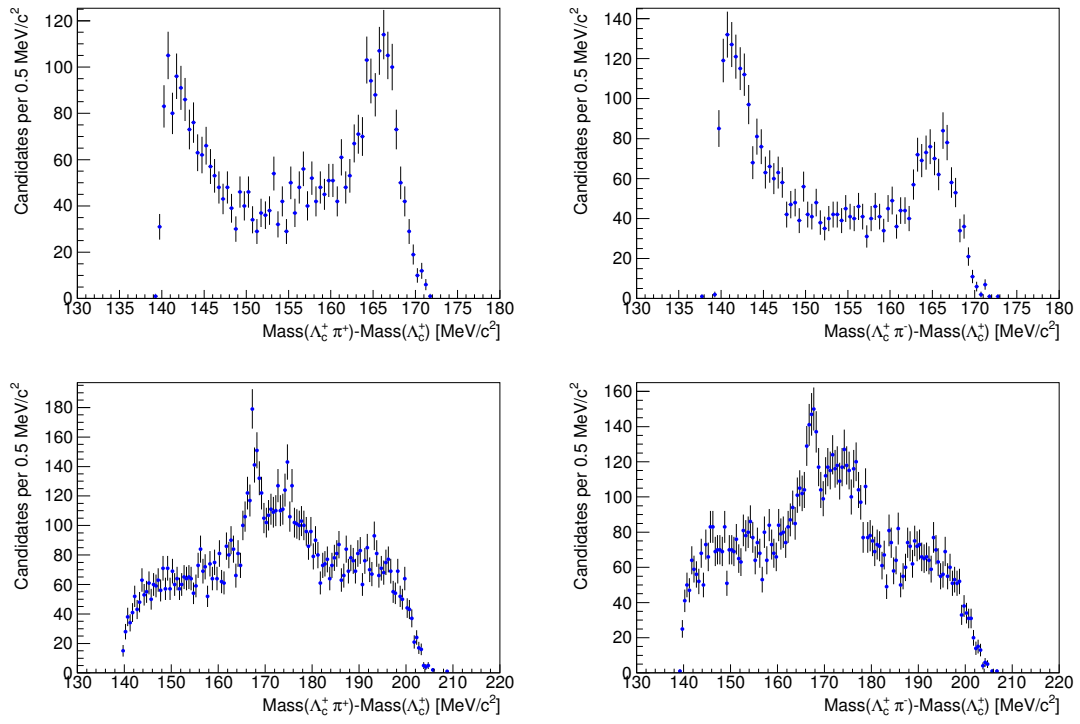 Candidates per 0.5 MeV/c²
120
100
80
60
40
20
0
130 135 140 145 150 155 160 165 170 175 180
Mass(Λc+ π+)-Mass(Λc+) [MeV/c²]
Candidates per 0.5 MeV/c²
140
120
100
80
60
40
20
0
130 135 140 145 150 155 160 165 170 175 180
Mass(Λc+ π-)-Mass(Λc+) [MeV/c²]
Candidates per 0.5 MeV/c²
180
160
140
120
100
80
60
40
20
0
130 140 150 160 170 180 190 200 210 220
Mass(Λc+ π+)-Mass(Λc+) [MeV/c²]
Candidates per 0.5 MeV/c²
160
140
120
100
80
60
40
20
0
130 140 150 160 170 180 190 200 210 220
Mass(Λc+ π-)-Mass(Λc+) [MeV/c²]